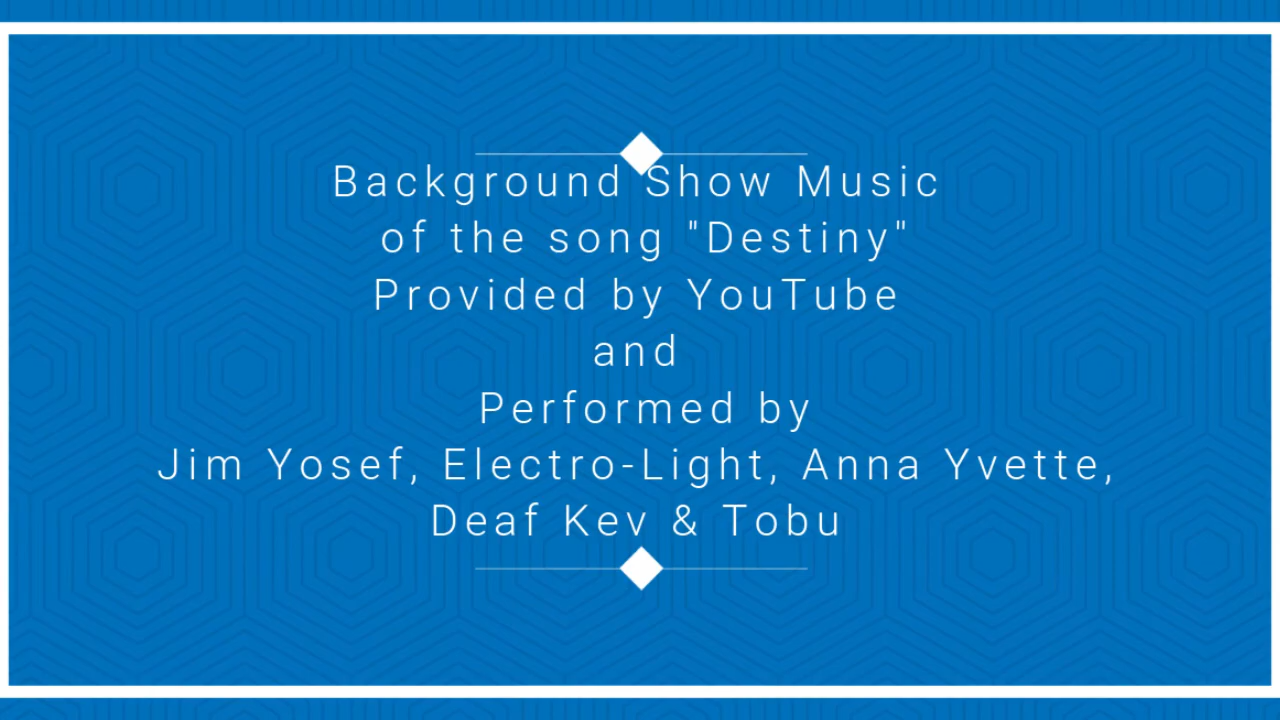 Background Show Music
of the song "Destiny"
Provided by YouTube
and
Performed by
Jim Yosef, Electro-Light, Anna Yvette,
Deaf Kev & Tobu